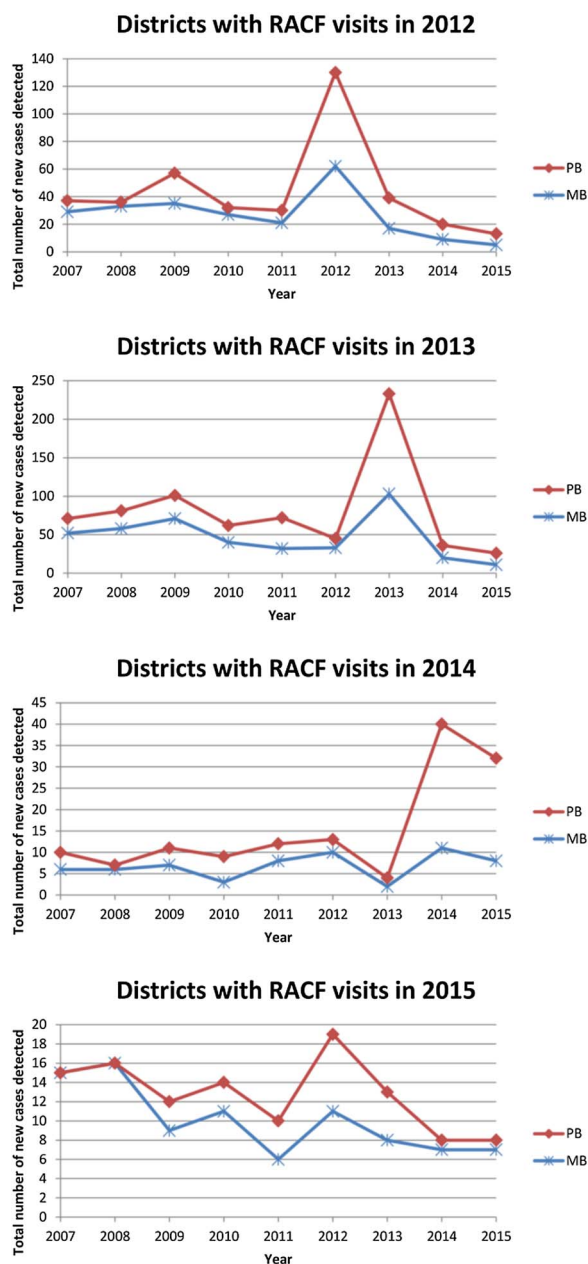 Districts with RACF visits in 2012
Total number of new cases detected
140
120
100
80
60
40
20
0
2007 2008 2009 2010 2011 2012 2013 2014 2015
Year
PB
MB
Districts with RACF visits in 2013
Total number of new cases detected
250
200
150
100
50
0
2007 2008 2009 2010 2011 2012 2013 2014 2015
Year
PB
MB
Districts with RACF visits in 2014
Total number of new cases detected
45
40
35
30
25
20
15
10
5
0
2007 2008 2009 2010 2011 2012 2013 2014 2015
Year
PB
MB
Districts with RACF visits in 2015
Total number of new cases detected
20
18
16
14
12
10
8
6
4
2
0
2007 2008 2009 2010 2011 2012 2013 2014 2015
Year
PB
MB